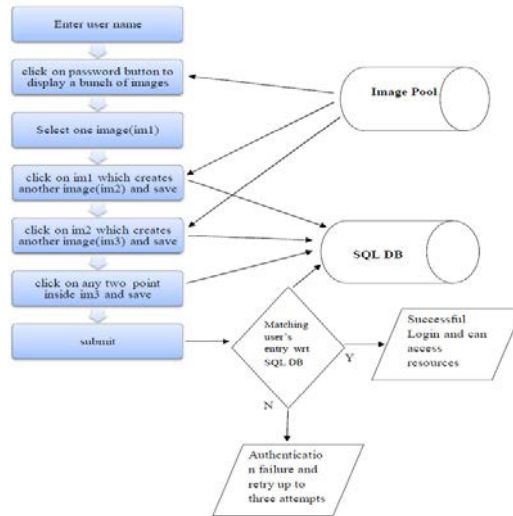 Enter user name
click on password button to
display a bunch of images
Select one image(im1)
click on im1 which creates
another image(im2) and save
click on im2 which creates
another image(im3) and save
click on any two point
inside im3 and save
submit
Image Pool
SQL DB
Matching
user's
entry wrt
SQL DB
Y
N
Successful
Login and can
access
resources
Authenticatio
n failure and
retry up to
three attempts